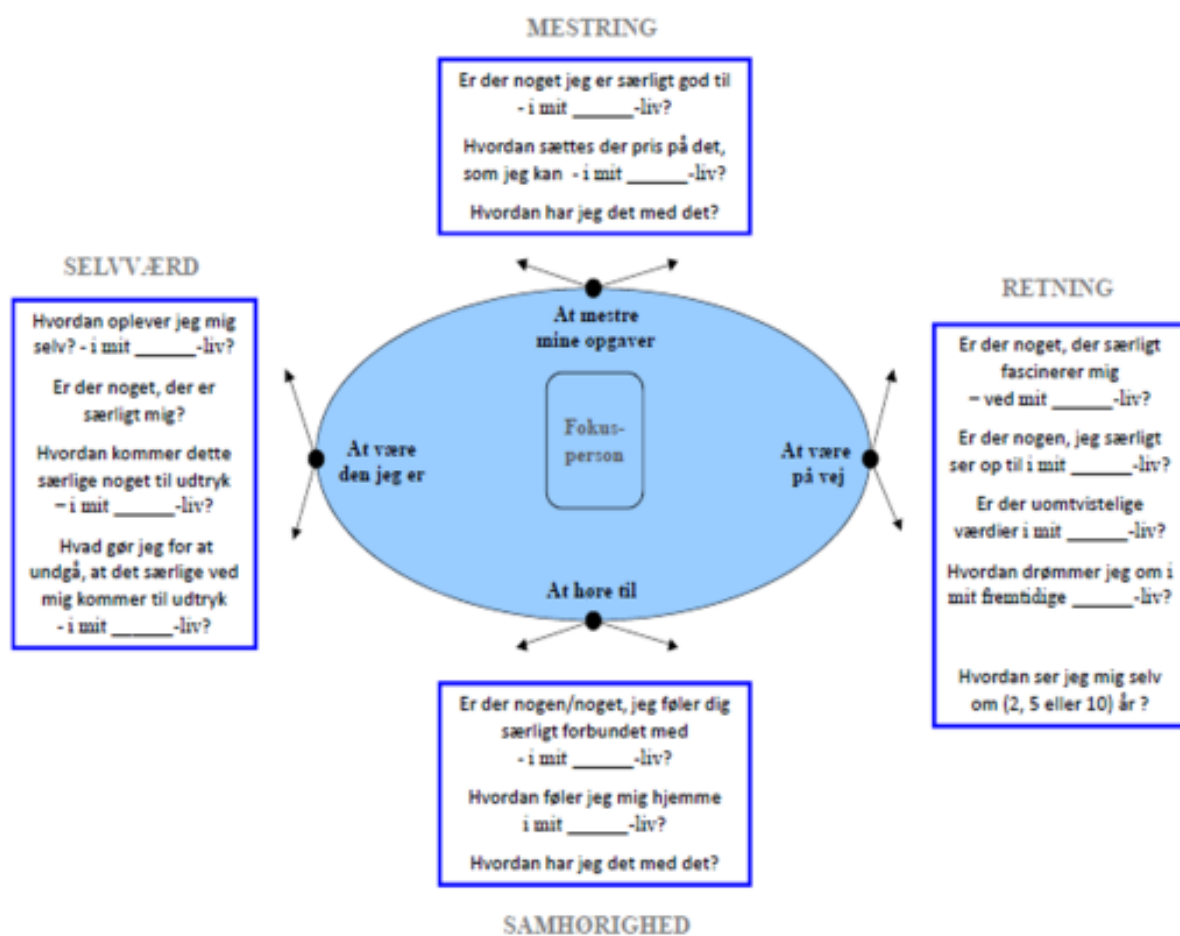 MESTRING
Er der noget jeg er særligt god til
- i mit ______-liv?
Hvordan sættes der pris på det,
som jeg kan - i mit ______-liv?
Hvordan har jeg det med det?
SELVVÆRD
Hvordan oplever jeg mig
selv? - i mit ______-liv?
Er der noget, der er
særligt mig?
Hvordan kommer dette
særlige noget til udtryk
– i mit ______-liv?
Hvad gør jeg for at
undgå, at det særlige ved
mig kommer til udtryk
- i mit ______-liv?
At mestre
mine opgaver
Fokus-
person
At være
den jeg er
At være
på vej
At høre til
RETNING
Er der noget, der særligt
fascinerer mig
– ved mit ______-liv?
Er der nogen, jeg særligt
ser op til i mit ______-liv?
Er der uomtvistelige
værdier i mit ______-liv?
Hvordan drømmer jeg om i
mit fremtidige ______-liv?
Hvordan ser jeg mig selv
om (2, 5 eller 10) år ?
Er der nogen/noget, jeg føler dig
særligt forbundet med
- i mit ______-liv?
Hvordan føler jeg mig hjemme
i mit ______-liv?
Hvordan har jeg det med det?
SAMHØRIGHED